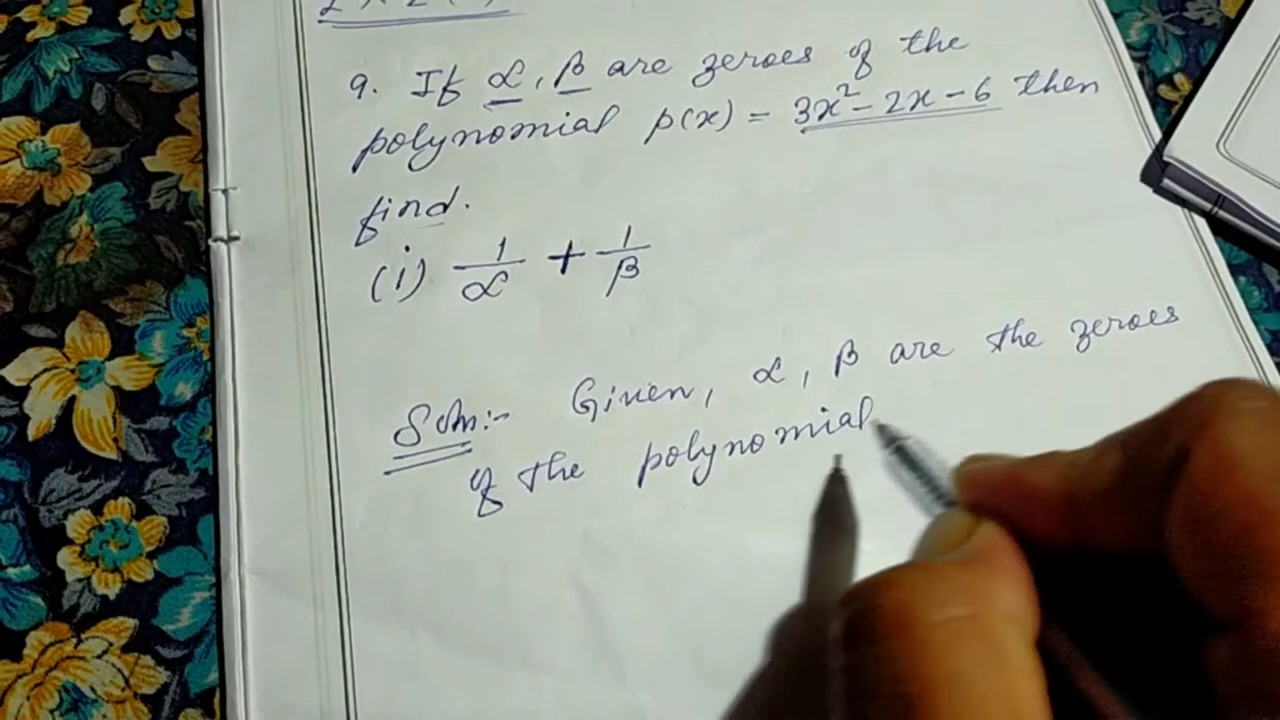 9. If α, β are zeroes of the
polynomial p(x) = 3x² - 2x - 6 then
find.
(i) 1/α + 1/β
Soln:- Given, α, β are the zeroes
of the polynomial